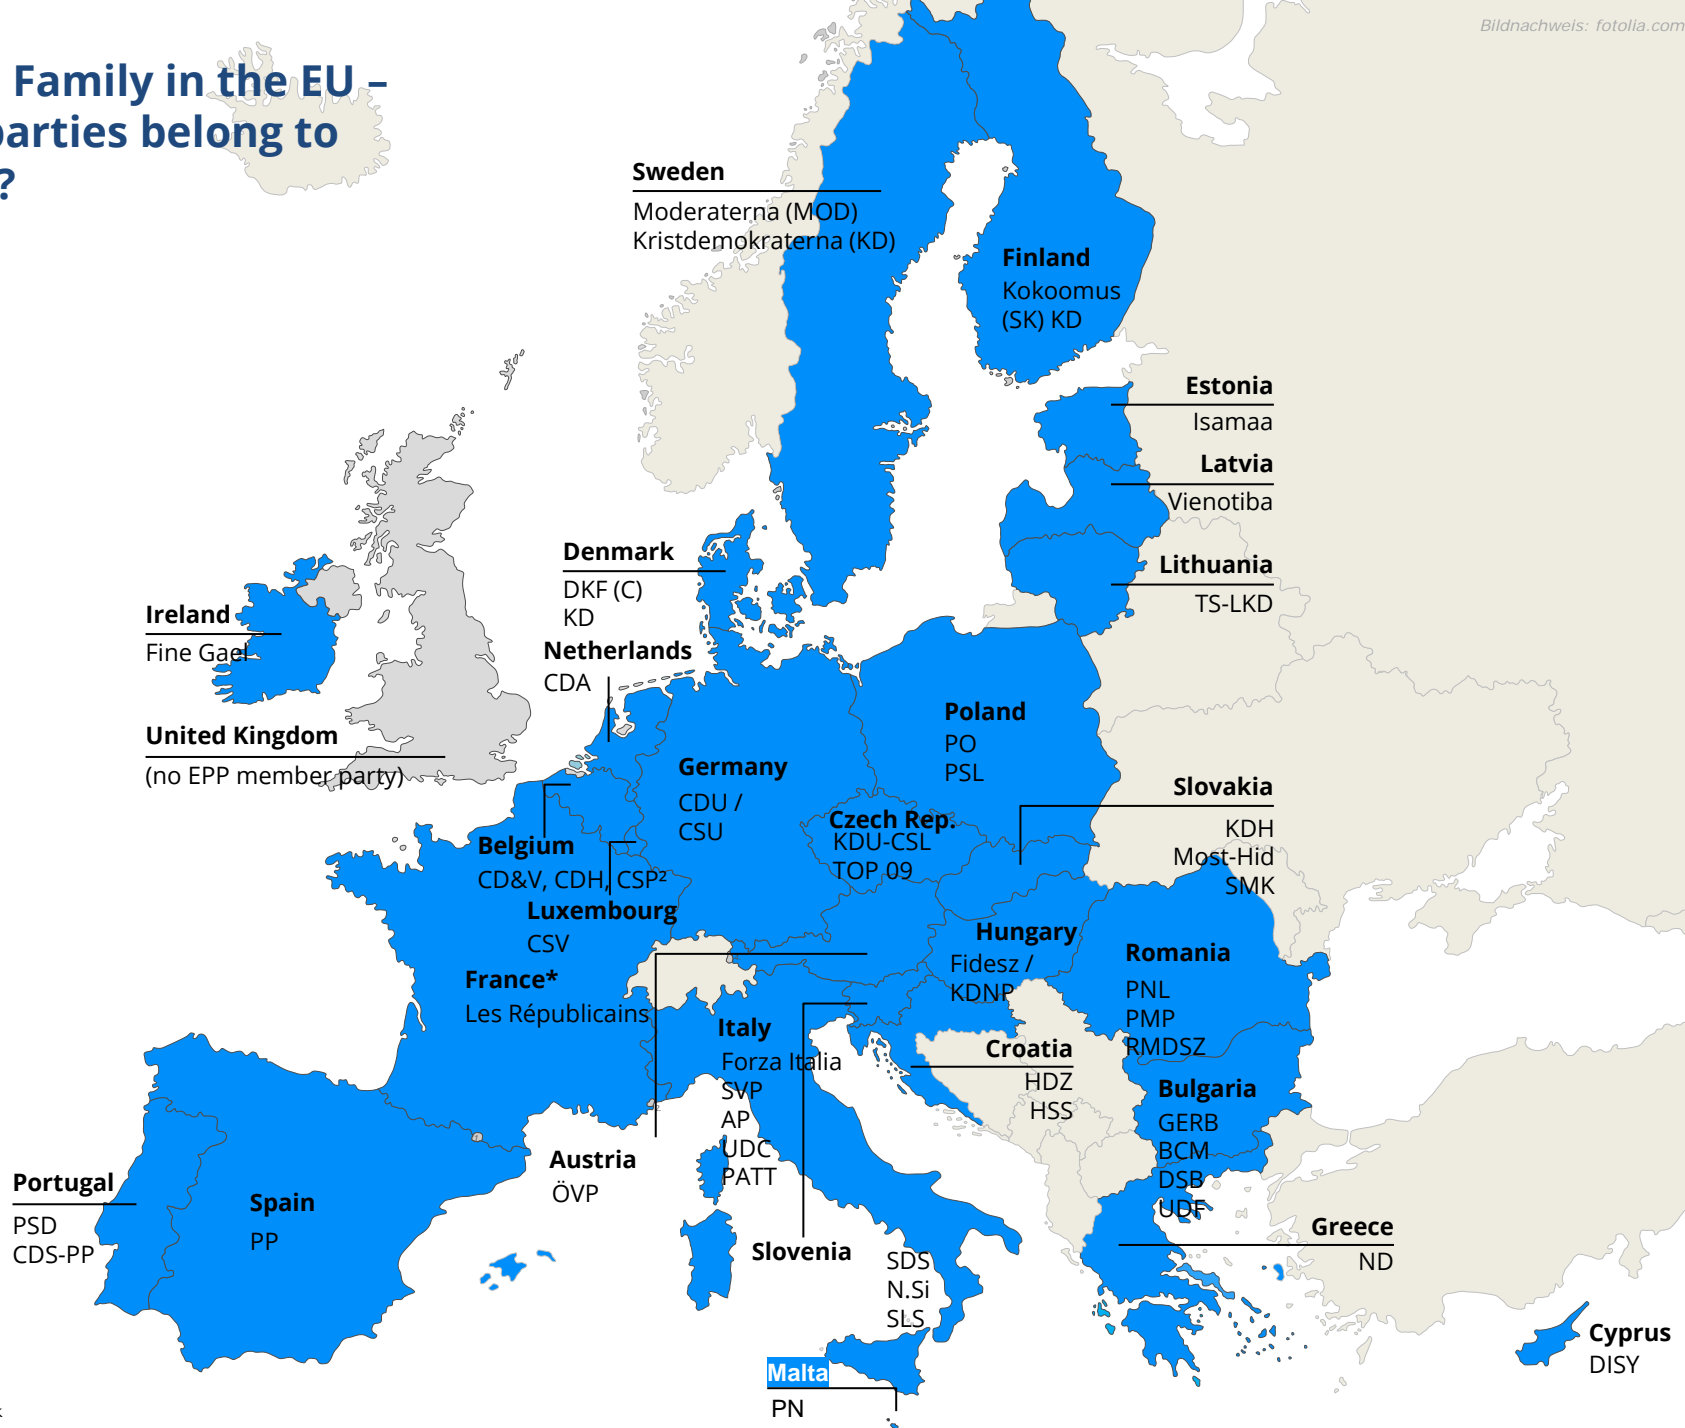 Bildnachweis: fotolia.com
Family in the EU –
parties belong to
?
Sweden
Moderaterna (MOD)
Kristdemokraterna (KD)
Finland
Kokoomus
(SK) KD
Estonia
Isamaa
Latvia
Vienotiba
Lithuania
TS-LKD
Denmark
DKF (C)
KD
Ireland
Fine Gael
Netherlands
CDA
United Kingdom
(no EPP member party)
Poland
PO
PSL
Germany
CDU /
CSU
Slovakia
KDH
Most-Hid
SMK
Czech Rep.
KDU-CSL
TOP 09
Belgium
CD&V, CDH, CSP²
Luxembourg
CSV
France*
Les Républicains
Hungary
Fidesz /
KDNP
Romania
PNL
PMP
RMDSZ
Italy
Forza Italia
SVP
AP
UDC
PATT
Croatia
HDZ
HSS
Bulgaria
GERB
BCM
DSB
UDF
Austria
ÖVP
Portugal
PSD
CDS-PP
Spain
PP
Slovenia
SDS
N.Si
SLS
Greece
ND
Cyprus
DISY
Malta
PN